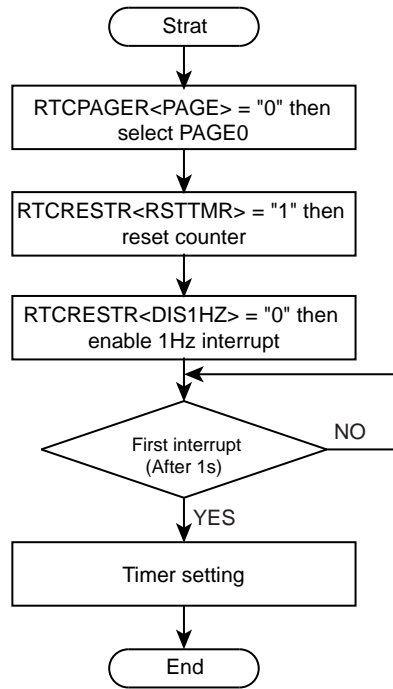 Strat
RTCPAGER<PAGE> = "0" then
select PAGE0
RTCRESTR<RSTTMR> = "1" then
reset counter
RTCRESTR<DIS1HZ> = "0" then
enable 1Hz interrupt
First interrupt
(After 1s)
NO
YES
Timer setting
End